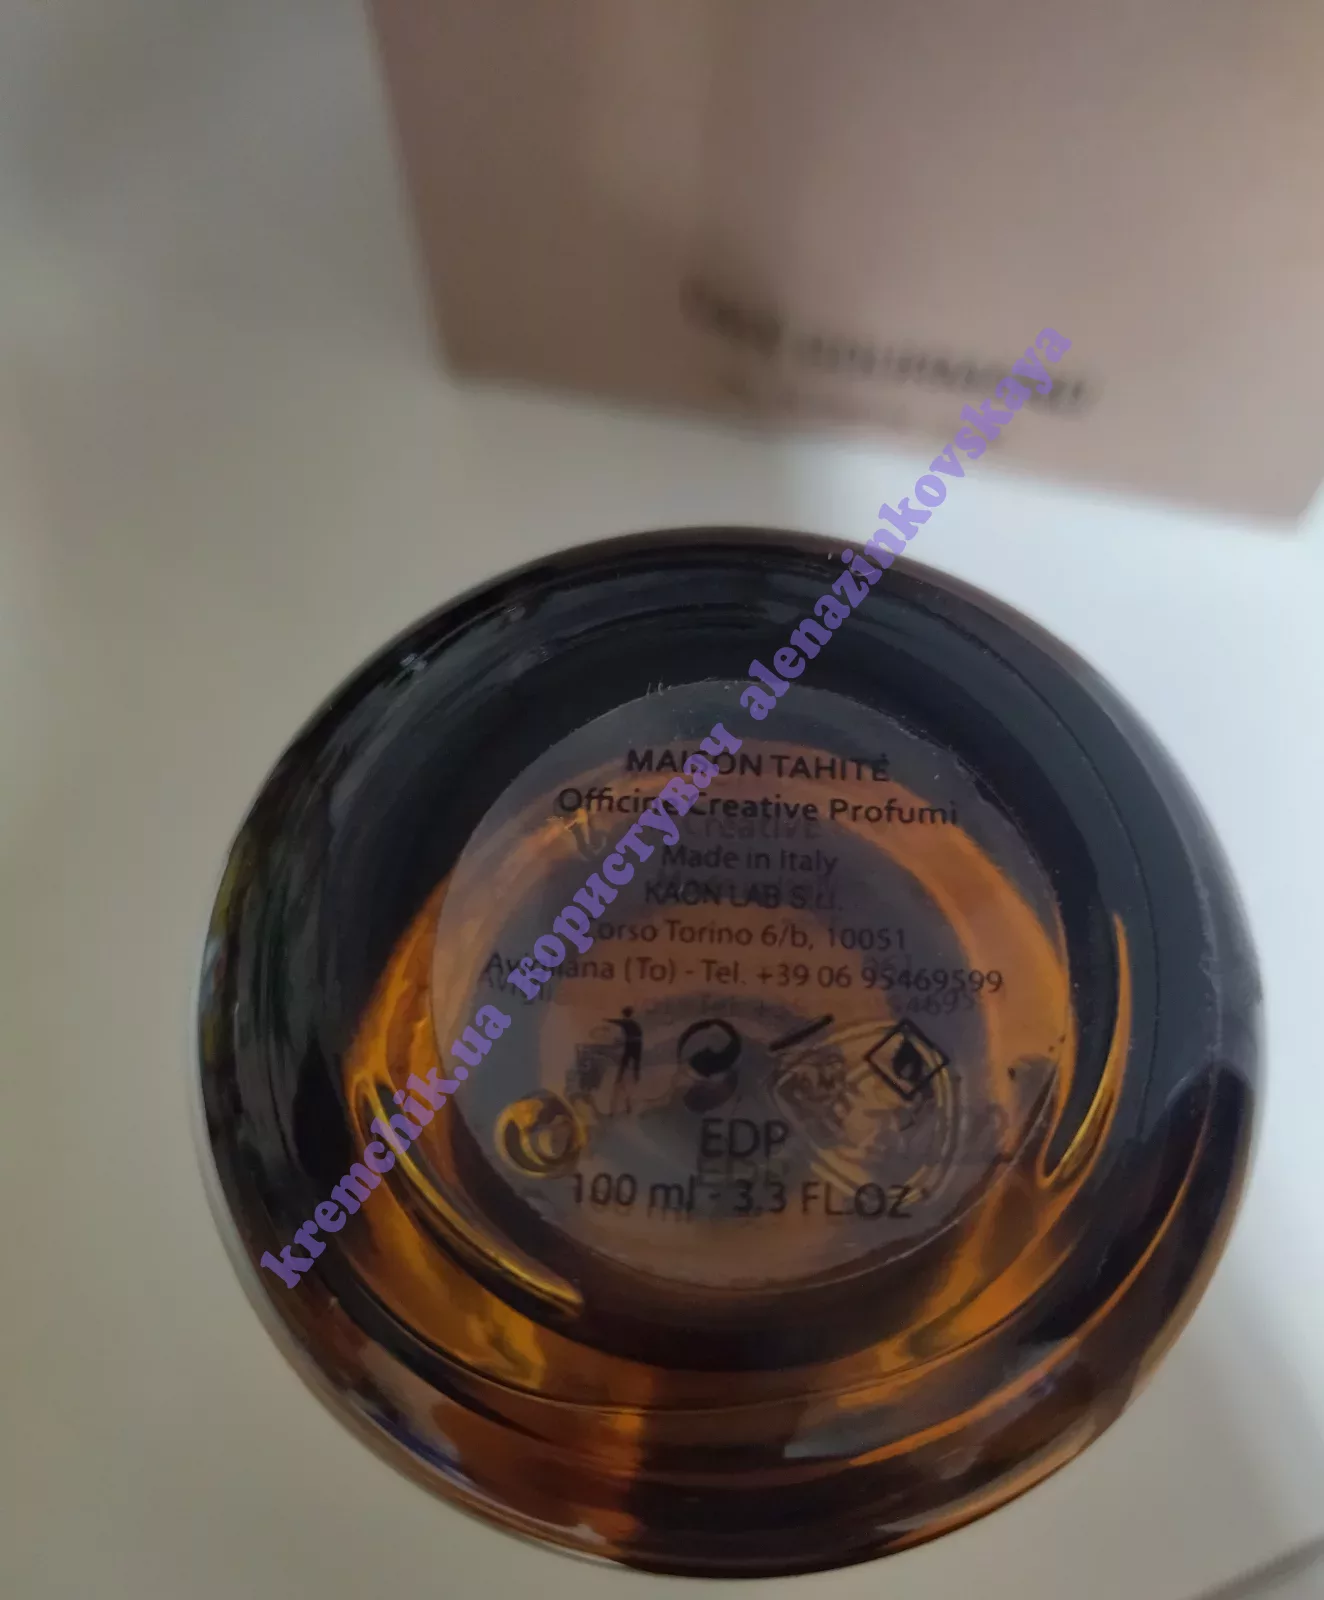 MAISON TAHITÉ
Officine Creative Profumi
Made in Italy
KAON LAB S.r.l.
Corso Torino 6/b, 10051
Avigliana (To) - Tel. +39 06 95469599
EDP
100 ml - 3,3 FL.OZ
kremchik.ua користувач alenazinkovskaya